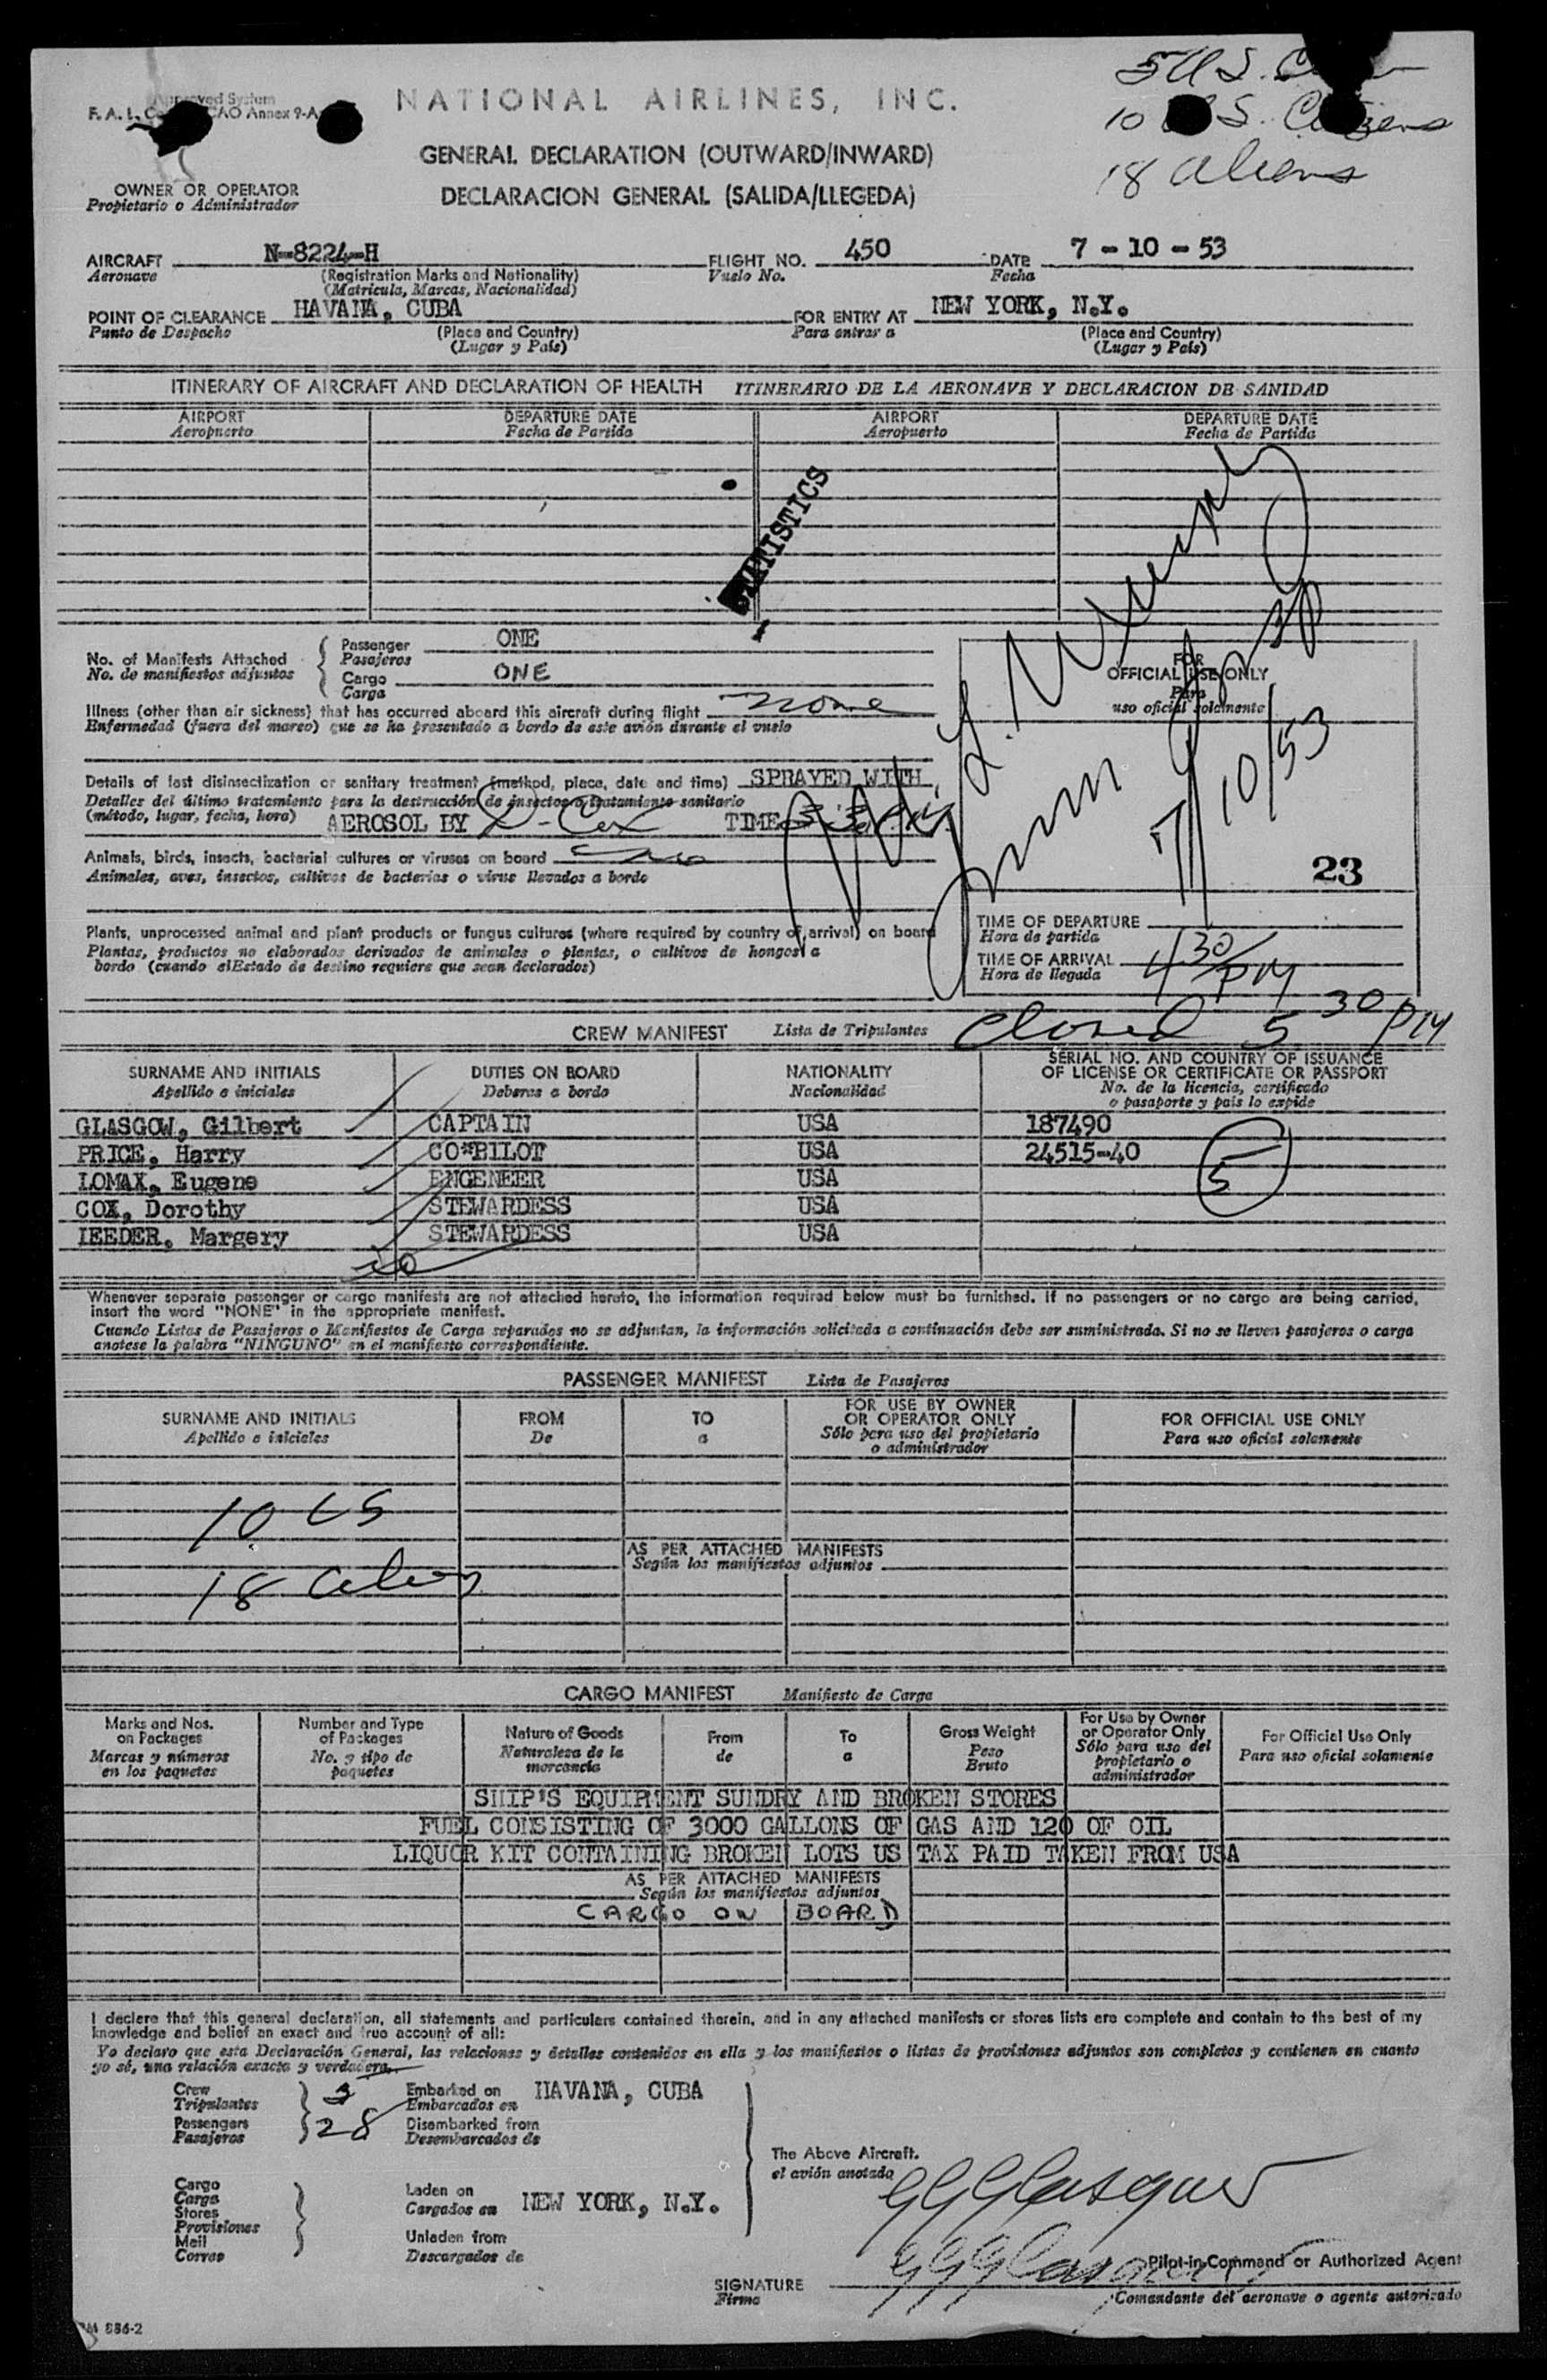 5 U.S. C
Approved System
F. A. I. C CAO Annex 9-A
NATIONAL AIRLINES, INC.
10 U S. Citizens
GENERAL DECLARATION (OUTWARD/INWARD)
18 aliens
DECLARACION GENERAL (SALIDA/LLEGEDA)
OWNER OR OPERATOR
Propietario o Administrador
AIRCRAFT N-8224-H FLIGHT NO. 450 DATE 7 - 10 - 53
Aeronave (Registration Marks and Nationality) Vuelo No. Fecha
(Matricula, Marcas, Nacionalidad)
POINT OF CLEARANCE HAVANA, CUBA FOR ENTRY AT NEW YORK, N.Y.
Punto de Despacho (Place and Country) Para entrar a (Place and Country)
(Lugar y País) (Lugar y País)
ITINERARY OF AIRCRAFT AND DECLARATION OF HEALTH ITINERARIO DE LA AERONAVE Y DECLARACION DE SANIDAD
AIRPORT DEPARTURE DATE AIRPORT DEPARTURE DATE
Aeropuerto Fecha de Partida Aeropuerto Fecha de Partida
STATISTICS
No. of Manifests Attached Passenger ONE
No. de manifiestos adjuntos Pasajeros
Cargo ONE
Carga
FOR
OFFICIAL USE ONLY
Para
uso oficial solamente
Illness (other than air sickness) that has occurred aboard this aircraft during flight none
Enfermedad (fuera del mareo) que se ha presentado a bordo de este avión durante el vuelo
7/10/53
Details of last disinsectization or sanitary treatment (method, place, date and time) SPRAYED WITH
Detalles del último tratamiento para la destrucción de insectos o tratamiento sanitario
(método, lugar, fecha, hora) AEROSOL BY D-Cox TIME
Animals, birds, insects, bacterial cultures or viruses on board
Animales, aves, insectos, cultivos de bacterias o virus llevados a bordo
23
Plants, unprocessed animal and plant products or fungus cultures (where required by country of arrival) on board
Plantas, productos no elaborados derivados de animales o plantas, o cultivos de hongos a
bordo (cuando elEstado de destino requiere que sean declarados)
TIME OF DEPARTURE
Hora de partida
TIME OF ARRIVAL 4 30/PM
Hora de llegada
closed 5 30 PM
CREW MANIFEST Lista de Tripulantes
SURNAME AND INITIALS DUTIES ON BOARD NATIONALITY SERIAL NO. AND COUNTRY OF ISSUANCE
OF LICENSE OR CERTIFICATE OR PASSPORT
Apellido e iniciales Deberes a bordo Nacionalidad No. de la licencia, certificado
o pasaporte y país lo expide
GLASGOW, Gilbert CAPTAIN USA 187490
PRICE, Harry CO-PILOT USA 24515-40
LOMAX, Eugene ENGENEER USA 5
COX, Dorothy STEWARDESS USA
IEEDER, Margery STEWARDESS USA
Whenever separate passenger or cargo manifests are not attached hereto, the information required below must be furnished. If no passengers or no cargo are being carried,
insert the word "NONE" in the appropriate manifest.
Cuando Listas de Pasajeros o Manifiestos de Carga separados no se adjuntan, la información solicitada a continuación debe ser suministrada. Si no se lleven pasajeros o carga
anotese la palabra "NINGUNO" en el manifiesto correspondiente.
PASSENGER MANIFEST Lista de Pasajeros
SURNAME AND INITIALS FROM TO FOR USE BY OWNER
OR OPERATOR ONLY FOR OFFICIAL USE ONLY
Apellido e iniciales De a Sólo para uso del propietario
o administrador Para uso oficial solamente
10 CS
AS PER ATTACHED MANIFESTS
Según los manifiestos adjuntos
18 alien
CARGO MANIFEST Manifiesto de Carga
Marks and Nos.
on Packages
Marcas y números
en los paquetes
Number and Type
of Packages
No. y tipo de
paquetes
Nature of Goods
Naturaleza de la
mercancia
From
de
To
a
Gross Weight
Peso
Bruto
For Use by Owner
or Operator Only
Sólo para uso del
propietario o
administrador
For Official Use Only
Para uso oficial solamente
SHIP'S EQUIPMENT SUNDRY AND BROKEN STORES
FUEL CONSISTING OF 3000 GALLONS OF GAS AND 120 OF OIL
LIQUOR KIT CONTAINING BROKEN LOTS US TAX PAID TAKEN FROM USA
AS PER ATTACHED MANIFESTS
Según los manifiestos adjuntos
CARGO ON BOARD
I declare that this general declaration, all statements and particulars contained therein, and in any attached manifests or stores lists are complete and contain to the best of my
knowledge and belief an exact and true account of all:
Yo declaro que esta Declaración General, las relaciones y detalles contenidos en ella y los manifiestos o listas de provisiones adjuntos son completos y contienen en cuanto
yo sé, una relación exacta y verdadera.
Crew Embarked on HAVANA, CUBA
Tripulantes Embarcados en
Passengers 28 Disembarked from
Pasajeros Desembarcados de
The Above Aircraft.
el avión anotado
GGGlasgow
Cargo
Carga
Stores
Provisiones
Mail
Correo
Laden on
Cargados en NEW YORK, N.Y.
Unladen from
Descargados de
GGGlasgow
Pilot-in-Command or Authorized Agent
SIGNATURE
Firma Comandante del aeronave o agente autorizado
886-2